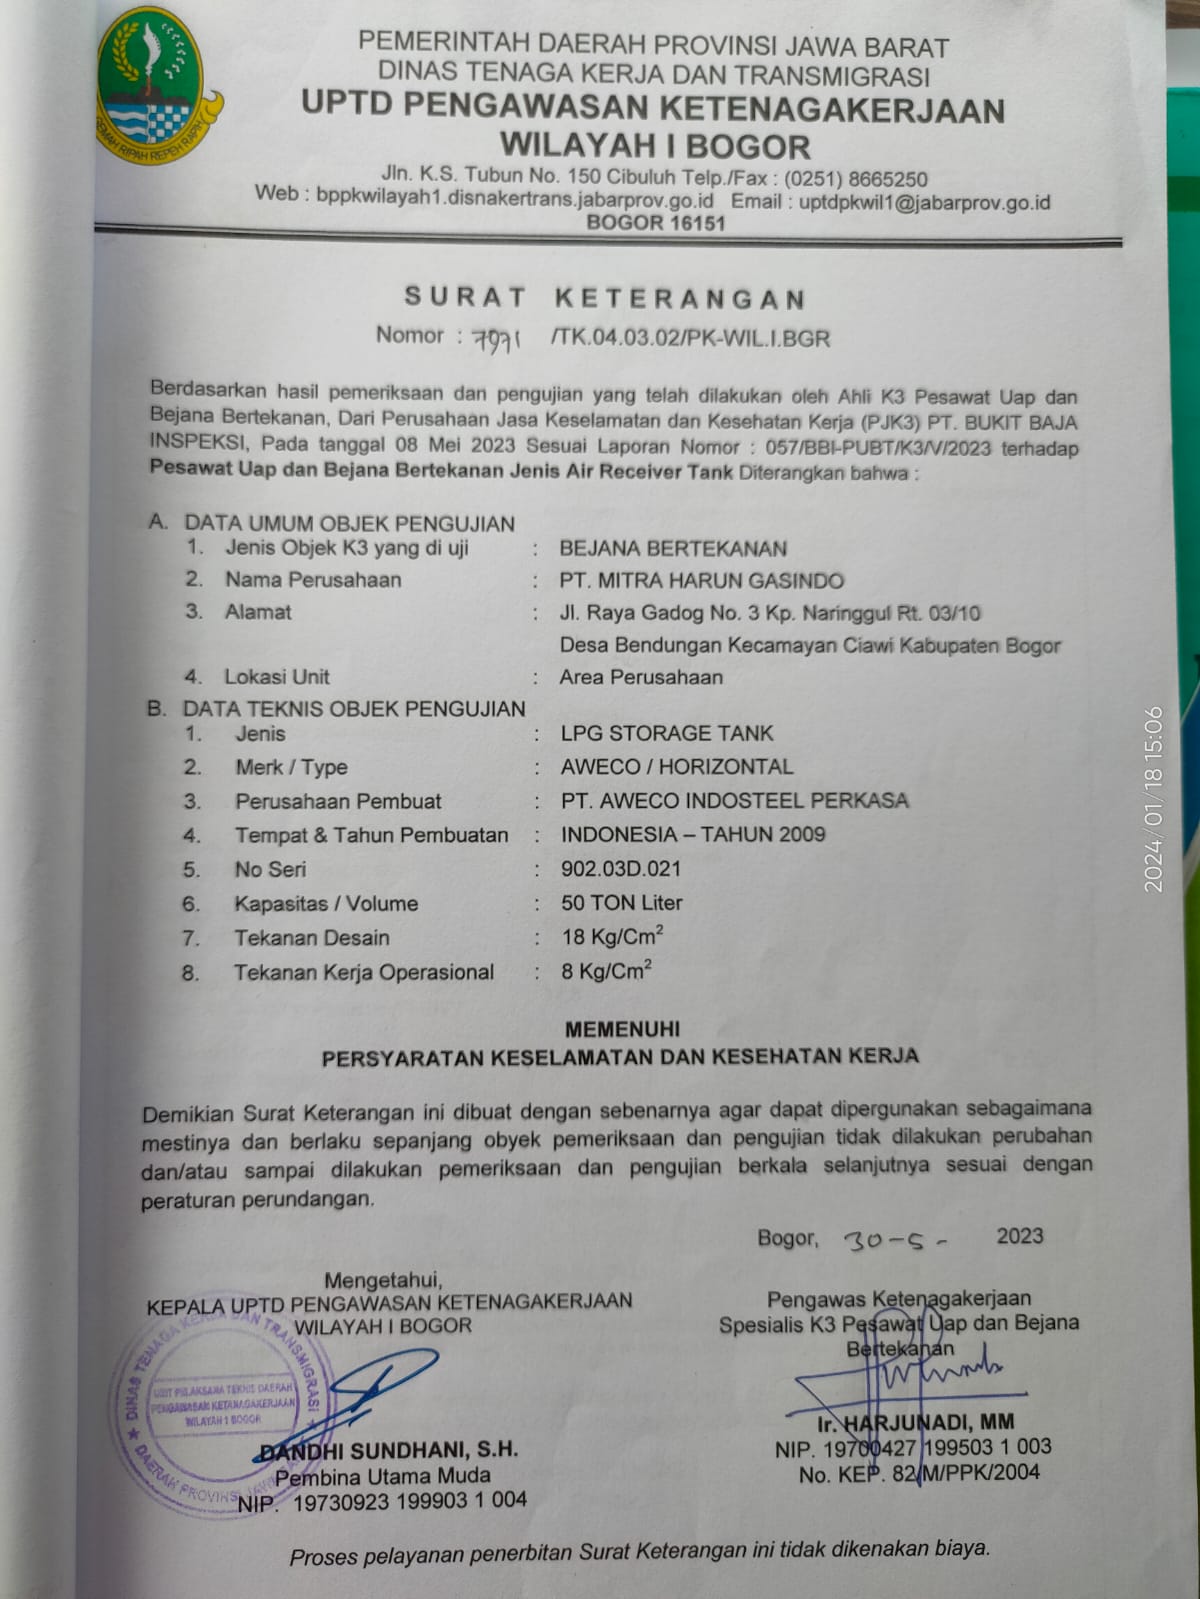 PEMERINTAH DAERAH PROVINSI JAWA BARAT
DINAS TENAGA KERJA DAN TRANSMIGRASI
UPTD PENGAWASAN KETENAGAKERJAAN
WILAYAH I BOGOR
Jln. K.S. Tubun No. 150 Cibuluh Telp./Fax : (0251) 8665250
Web : bppkwilayah1.disnakertrans.jabarprov.go.id Email : uptdpkwil1@jabarprov.go.id
BOGOR 16151
GEMAH RIPAH REPEH RAPIH
SURAT KETERANGAN
Nomor : 7971 /TK.04.03.02/PK-WIL.I.BGR
Berdasarkan hasil pemeriksaan dan pengujian yang telah dilakukan oleh Ahli K3 Pesawat Uap dan
Bejana Bertekanan, Dari Perusahaan Jasa Keselamatan dan Kesehatan Kerja (PJK3) PT. BUKIT BAJA
INSPEKSI, Pada tanggal 08 Mei 2023 Sesuai Laporan Nomor : 057/BBI-PUBT/K3/V/2023 terhadap
Pesawat Uap dan Bejana Bertekanan Jenis Air Receiver Tank Diterangkan bahwa :
A. DATA UMUM OBJEK PENGUJIAN
1. Jenis Objek K3 yang di uji : BEJANA BERTEKANAN
2. Nama Perusahaan : PT. MITRA HARUN GASINDO
3. Alamat : Jl. Raya Gadog No. 3 Kp. Naringgul Rt. 03/10
Desa Bendungan Kecamayan Ciawi Kabupaten Bogor
4. Lokasi Unit : Area Perusahaan
B. DATA TEKNIS OBJEK PENGUJIAN
1. Jenis : LPG STORAGE TANK
2. Merk / Type : AWECO / HORIZONTAL
3. Perusahaan Pembuat : PT. AWECO INDOSTEEL PERKASA
4. Tempat & Tahun Pembuatan : INDONESIA – TAHUN 2009
5. No Seri : 902.03D.021
6. Kapasitas / Volume : 50 TON Liter
7. Tekanan Desain : 18 Kg/Cm²
8. Tekanan Kerja Operasional : 8 Kg/Cm²
MEMENUHI
PERSYARATAN KESELAMATAN DAN KESEHATAN KERJA
Demikian Surat Keterangan ini dibuat dengan sebenarnya agar dapat dipergunakan sebagaimana
mestinya dan berlaku sepanjang obyek pemeriksaan dan pengujian tidak dilakukan perubahan
dan/atau sampai dilakukan pemeriksaan dan pengujian berkala selanjutnya sesuai dengan
peraturan perundangan.
Bogor, 30-5- 2023
Mengetahui,
KEPALA UPTD PENGAWASAN KETENAGAKERJAAN
WILAYAH I BOGOR
DINAS TENAGA KERJA DAN TRANSMIGRASI
UNIT PELAKSANA TEKNIS DAERAH
PENGAWASAN KETANAGAKERJAAN
WILAYAH 1 BOGOR
DAERAH PROVINSI JAWA
DANDHI SUNDHANI, S.H.
Pembina Utama Muda
NIP. 19730923 199903 1 004
Pengawas Ketenagakerjaan
Spesialis K3 Pesawat Uap dan Bejana
Bertekanan
Ir. HARJUNADI, MM
NIP. 19700427 199503 1 003
No. KEP. 82/M/PPK/2004
Proses pelayanan penerbitan Surat Keterangan ini tidak dikenakan biaya.
2024/01/18 15:06